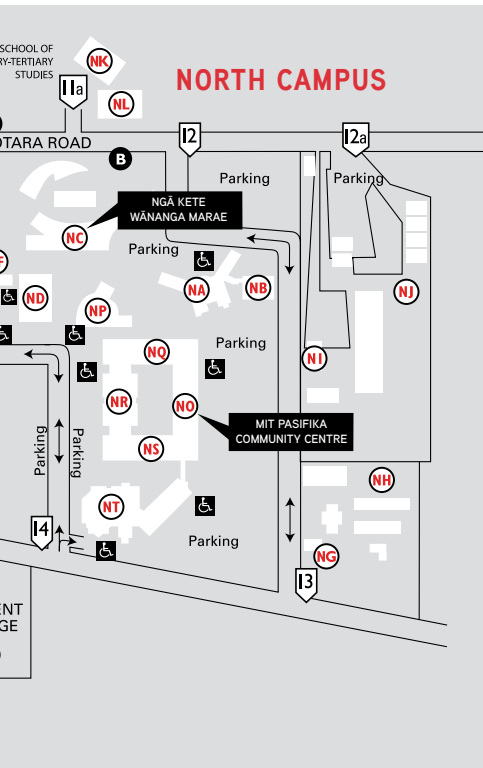 SCHOOL OF
RY-TERTIARY
STUDIES
NK
NORTH CAMPUS
11a
NL
12
12a
OTARA ROAD
B
Parking
Parking
NGĀ KETE
WĀNANGA MARAE
NC
Parking
F
NA
NB
NJ
ND
NP
Parking
NQ
NI
NR
NO
MIT PASIFIKA
COMMUNITY CENTRE
Parking
Parking
NS
NH
NT
14
Parking
NG
13
ENT
GE